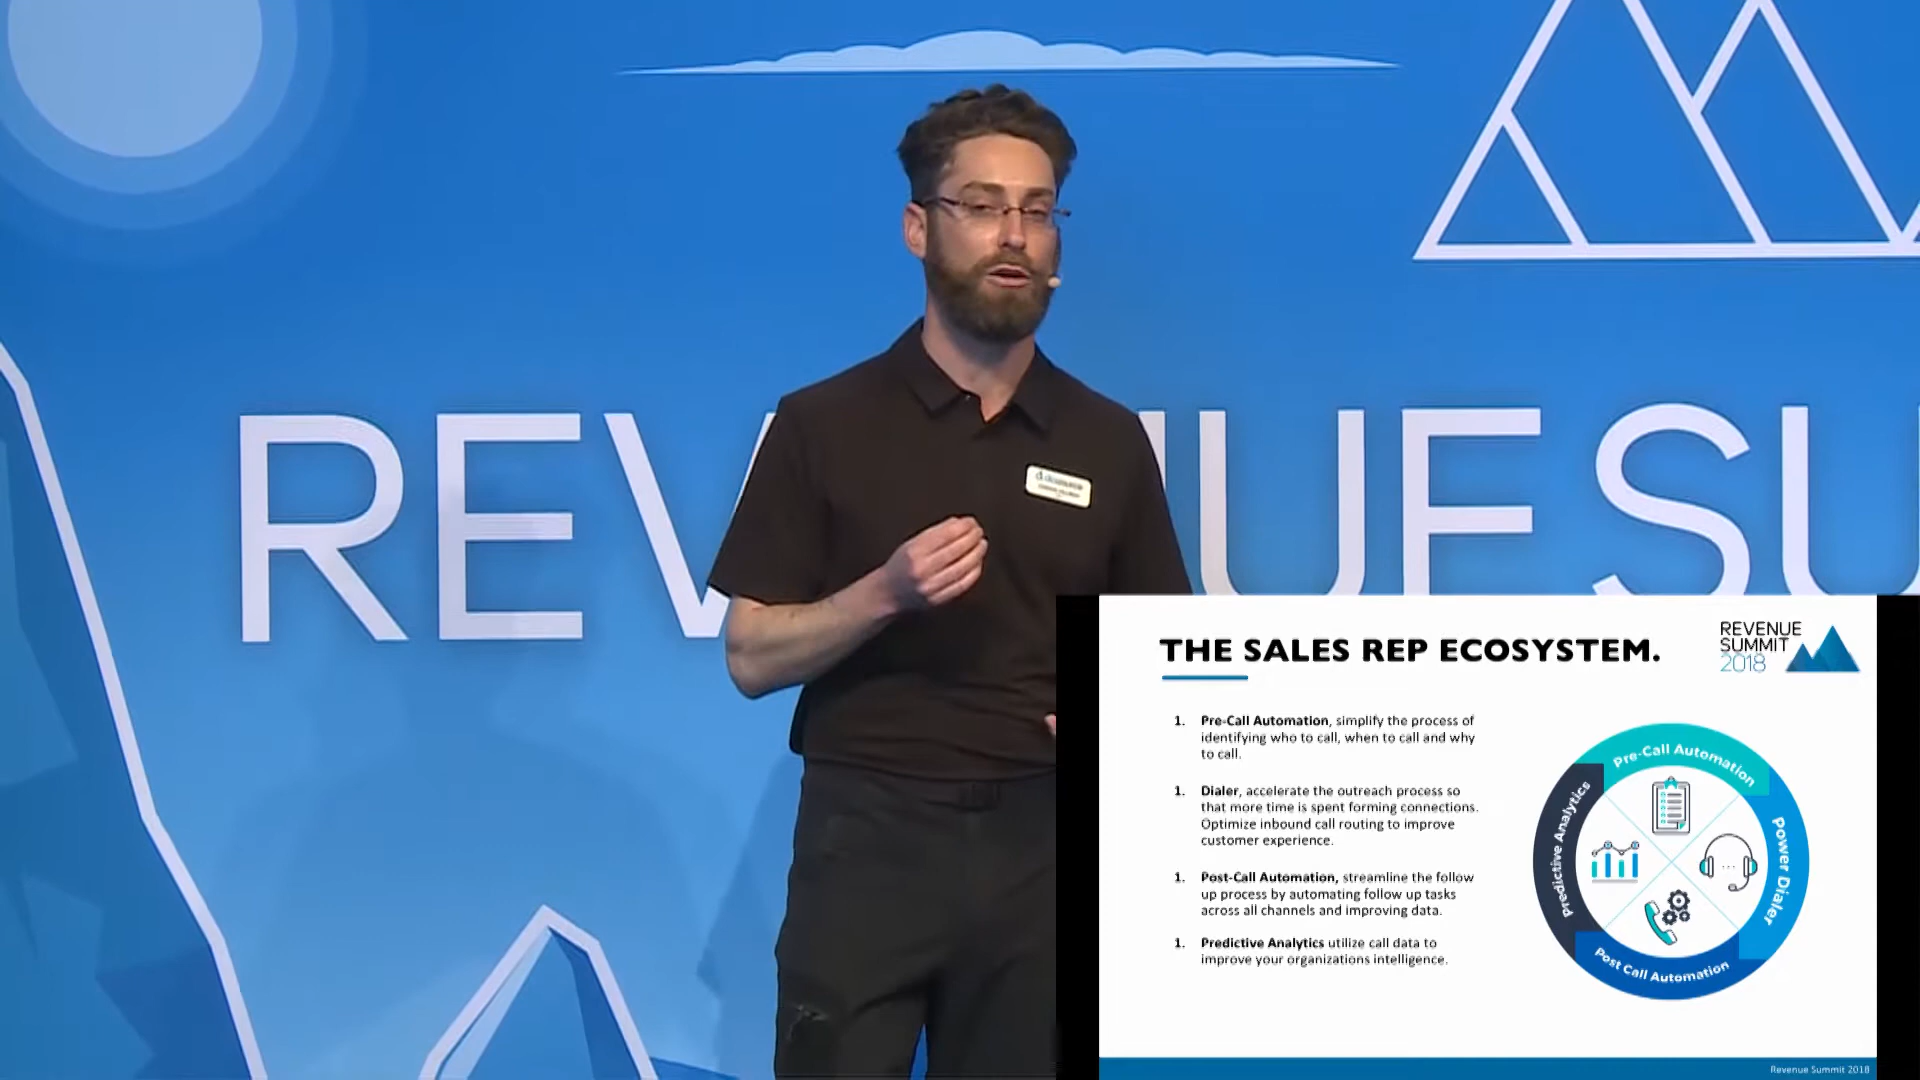 REVENUE SU
THE SALES REP ECOSYSTEM.
REVENUE
SUMMIT
2018
1. Pre-Call Automation, simplify the process of
identifying who to call, when to call and why
to call.
1. Dialer, accelerate the outreach process so
that more time is spent forming connections.
Optimize inbound call routing to improve
customer experience.
1. Post-Call Automation, streamline the follow
up process by automating follow up tasks
across all channels and improving data.
1. Predictive Analytics utilize call data to
improve your organizations intelligence.
Pre-Call Automation
Power Dialer
Post Call Automation
Predictive Analytics
Revenue Summit 2018